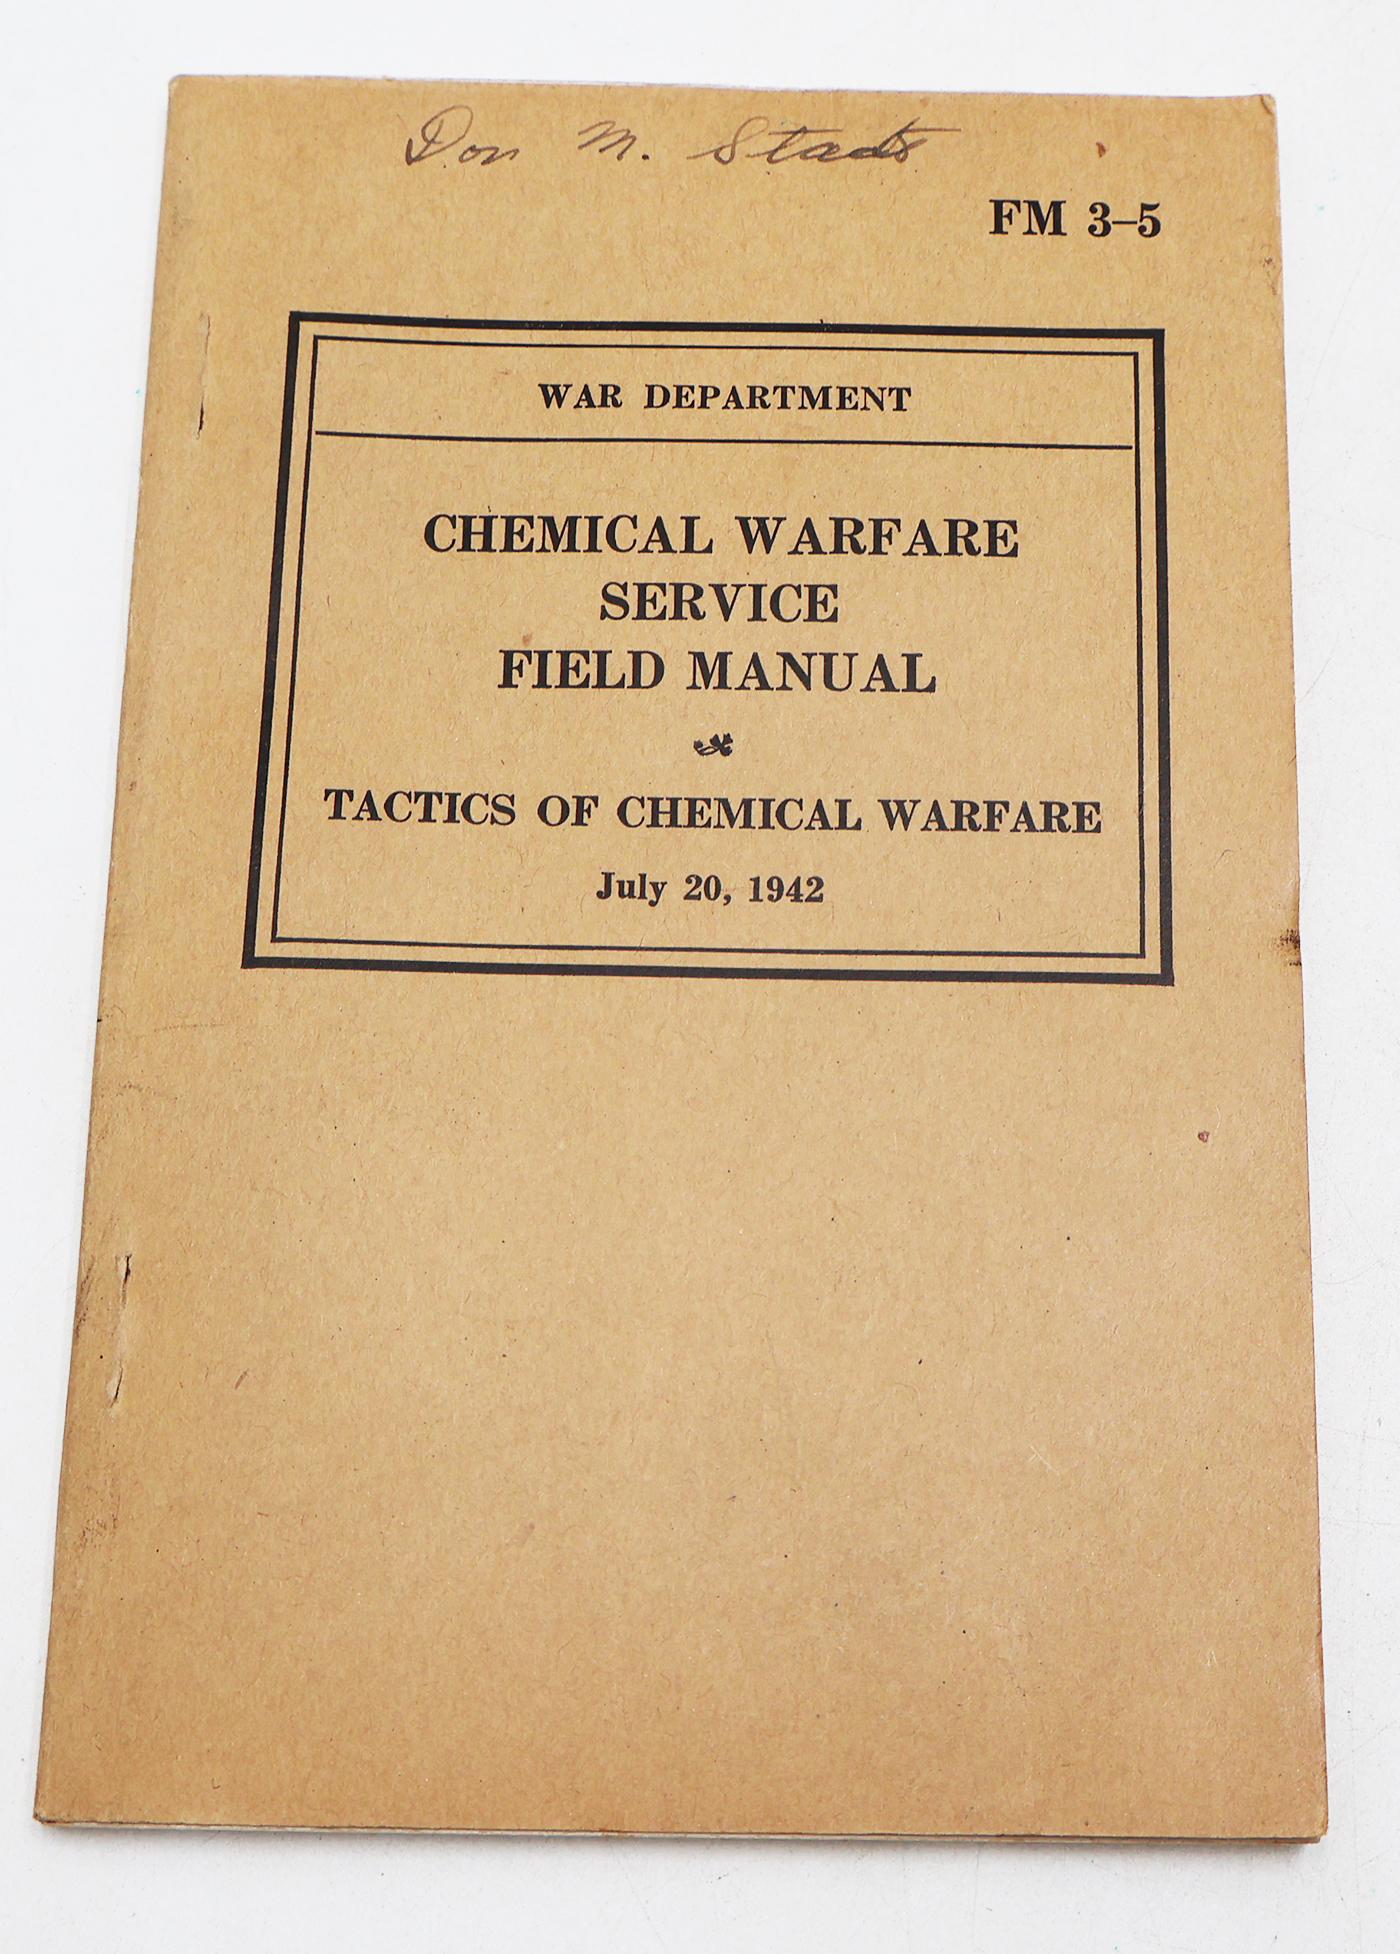 Don M. Stads
FM 3–5
WAR DEPARTMENT
CHEMICAL WARFARE
SERVICE
FIELD MANUAL
TACTICS OF CHEMICAL WARFARE
July 20, 1942